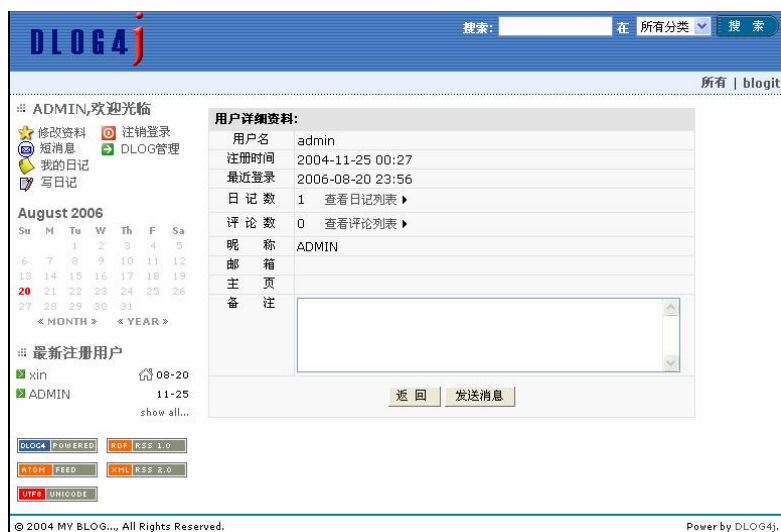 DLOG4j
搜索: 在 所有分类 搜 索
所有 | blogit
ADMIN,欢迎光临
修改资料 注销登录
短消息 DLOG管理
我的日记
写日记
August 2006
Su M Tu W Th F Sa
1 2 3 4 5
6 7 8 9 10 11 12
13 14 15 16 17 18 19
20 21 22 23 24 25 26
27 28 29 30 31
« MONTH » « YEAR »
最新注册用户
xin 08-20
ADMIN 11-25
show all...
DLOG4 POWERED RDF RSS 1.0
ATOM FEED XML RSS 2.0
UTF8 UNICODE
用户详细资料:
用户名 admin
注册时间 2004-11-25 00:27
最近登录 2006-08-20 23:56
日 记 数 1 查看日记列表
评 论 数 0 查看评论列表
昵 称 ADMIN
邮 箱
主 页
备 注
返 回 发送消息
© 2004 MY BLOG..., All Rights Reserved. Power by DLOG4j.